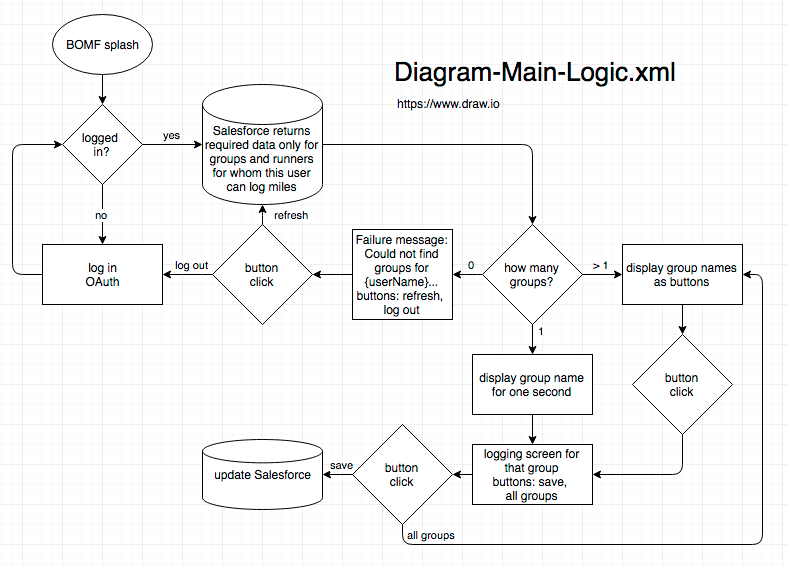 BOMF splash
Diagram-Main-Logic.xml
https://www.draw.io
logged
in?
yes
Salesforce returns
required data only for
groups and runners
for whom this user
can log miles
no
refresh
log in
OAuth
log out
button
click
Failure message:
Could not find
groups for
{userName}...
buttons: refresh,
log out
0
how many
groups?
> 1
display group names
as buttons
1
display group name
for one second
button
click
update Salesforce
save
button
click
logging screen for
that group
buttons: save,
all groups
all groups